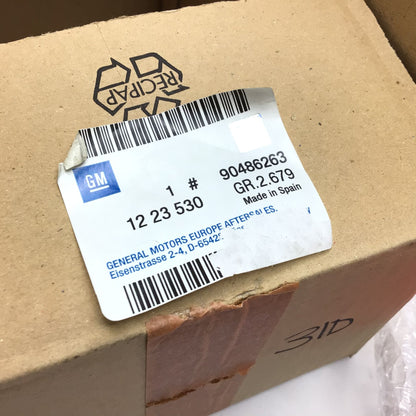 RECIPAP
GM
1 # 90486263
12 23 530 GR.2.679
Made in Spain
GENERAL MOTORS EUROPE AFTERSALES,
Eisenstrasse 2-4,
31D